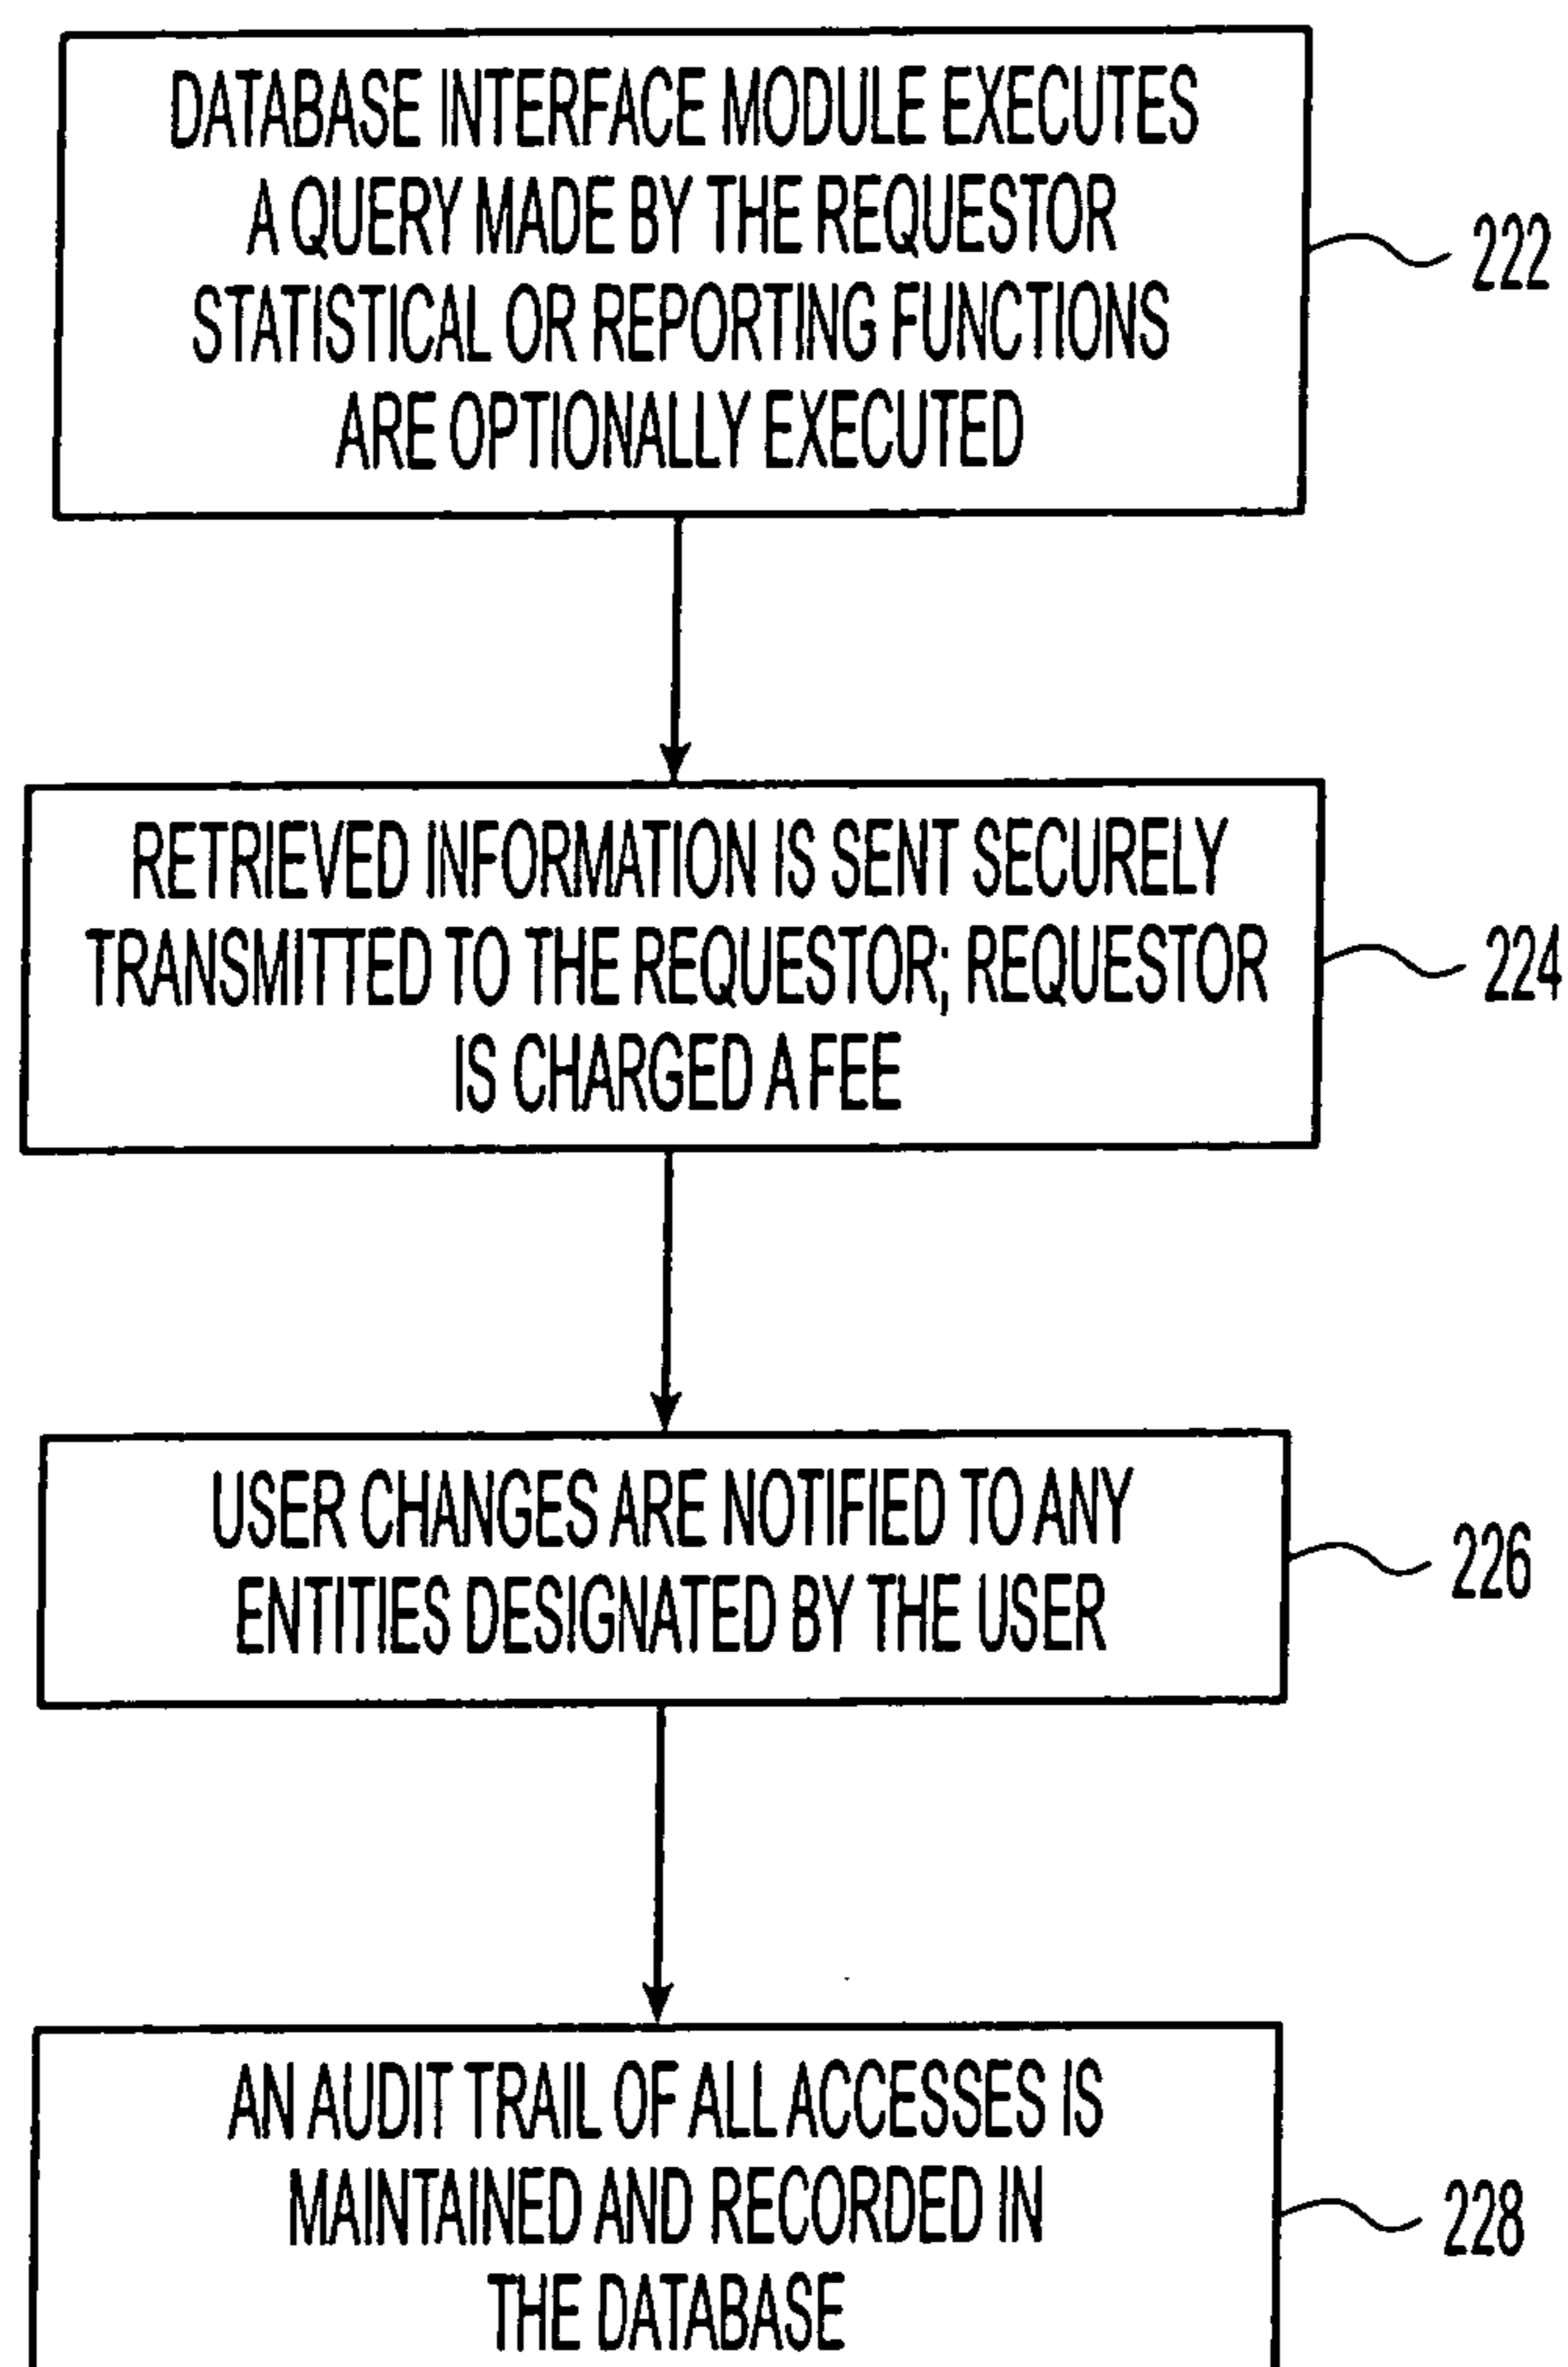 DATABASE INTERFACE MODULE EXECUTES
A QUERY MADE BY THE REQUESTOR
STATISTICAL OR REPORTING FUNCTIONS
ARE OPTIONALLY EXECUTED
222
RETRIEVED INFORMATION IS SENT SECURELY
TRANSMITTED TO THE REQUESTOR; REQUESTOR
IS CHARGED A FEE
224
USER CHANGES ARE NOTIFIED TO ANY
ENTITIES DESIGNATED BY THE USER
226
AN AUDIT TRAIL OF ALL ACCESSES IS
MAINTAINED AND RECORDED IN
THE DATABASE
228